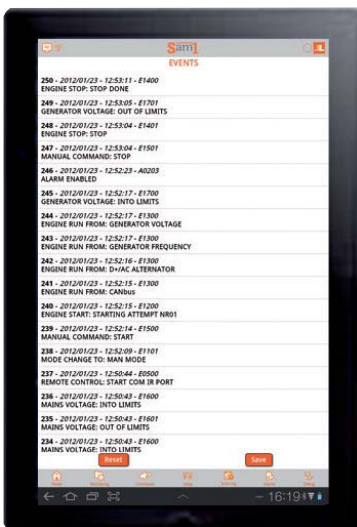 Sam1
EVENTS
250 - 2012/01/23 - 12:53:11 - E1400
ENGINE STOP: STOP DONE
249 - 2012/01/23 - 12:53:05 - E1701
GENERATOR VOLTAGE: OUT OF LIMITS
248 - 2012/01/23 - 12:53:04 - E1401
ENGINE STOP: STOP
247 - 2012/01/23 - 12:53:04 - E1501
MANUAL COMMAND: STOP
246 - 2012/01/23 - 12:52:23 - A0203
ALARM ENABLED
245 - 2012/01/23 - 12:52:17 - E1700
GENERATOR VOLTAGE: INTO LIMITS
244 - 2012/01/23 - 12:52:17 - E1300
ENGINE RUN FROM: GENERATOR VOLTAGE
243 - 2012/01/23 - 12:52:17 - E1300
ENGINE RUN FROM: GENERATOR FREQUENCY
242 - 2012/01/23 - 12:52:16 - E1300
ENGINE RUN FROM: D+/AC ALTERNATOR
241 - 2012/01/23 - 12:52:15 - E1300
ENGINE RUN FROM: CANbus
240 - 2012/01/23 - 12:52:15 - E1200
ENGINE START: STARTING ATTEMPT NR01
239 - 2012/01/23 - 12:52:14 - E1500
MANUAL COMMAND: START
238 - 2012/01/23 - 12:52:09 - E1101
MODE CHANGE TO: MAN MODE
237 - 2012/01/23 - 12:50:44 - E0500
REMOTE CONTROL: START COM IR PORT
236 - 2012/01/23 - 12:50:43 - E1600
MAINS VOLTAGE: INTO LIMITS
235 - 2012/01/23 - 12:50:43 - E1601
MAINS VOLTAGE: OUT OF LIMITS
234 - 2012/01/23 - 12:50:43 - E1600
MAINS VOLTAGE: INTO LIMITS
Reset Save
16:19